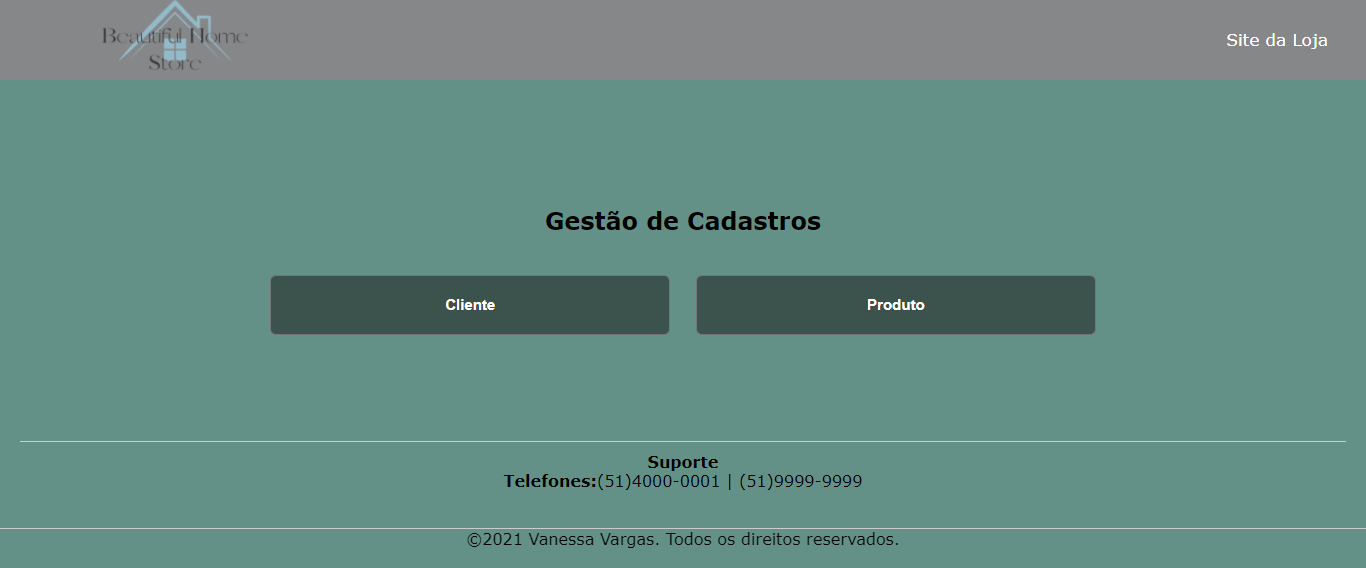 Beautiful Home
Store
Site da Loja
Gestão de Cadastros
Cliente
Produto
Suporte
Telefones:(51)4000-0001 | (51)9999-9999
©2021 Vanessa Vargas. Todos os direitos reservados.